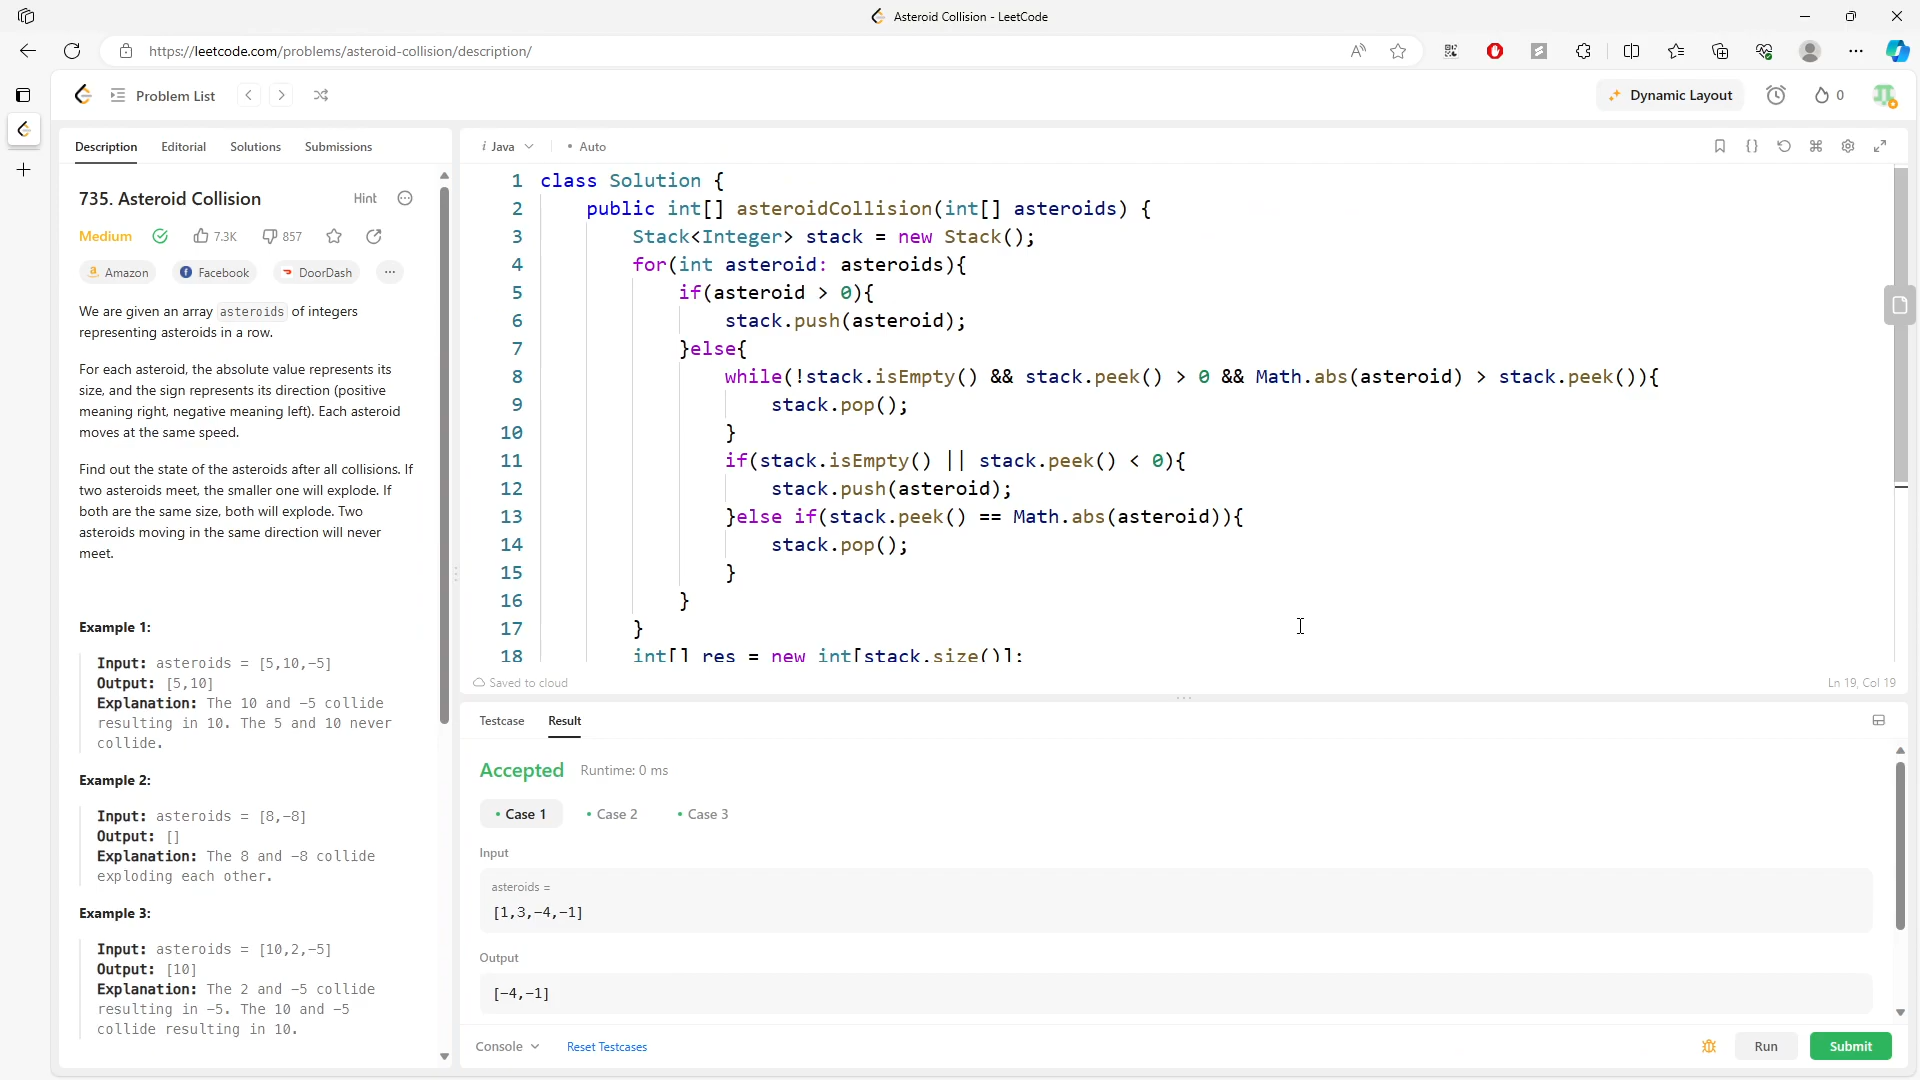 Asteroid Collision - LeetCode
https://leetcode.com/problems/asteroid-collision/description/
Problem List
Dynamic Layout
0
Description
Editorial
Solutions
Submissions
735. Asteroid Collision
Hint
Medium
7.3K
857
Amazon
Facebook
DoorDash
We are given an array asteroids of integers
representing asteroids in a row.
For each asteroid, the absolute value represents its
size, and the sign represents its direction (positive
meaning right, negative meaning left). Each asteroid
moves at the same speed.
Find out the state of the asteroids after all collisions. If
two asteroids meet, the smaller one will explode. If
both are the same size, both will explode. Two
asteroids moving in the same direction will never
meet.
Example 1:
Input: asteroids = [5,10,-5]
Output: [5,10]
Explanation: The 10 and -5 collide
resulting in 10. The 5 and 10 never
collide.
Example 2:
Input: asteroids = [8,-8]
Output: []
Explanation: The 8 and -8 collide
exploding each other.
Example 3:
Input: asteroids = [10,2,-5]
Output: [10]
Explanation: The 2 and -5 collide
resulting in -5. The 10 and -5
collide resulting in 10.
i Java
• Auto
1 class Solution {
2 public int[] asteroidCollision(int[] asteroids) {
3 Stack<Integer> stack = new Stack();
4 for(int asteroid: asteroids){
5 if(asteroid > 0){
6 stack.push(asteroid);
7 }else{
8 while(!stack.isEmpty() && stack.peek() > 0 && Math.abs(asteroid) > stack.peek()){
9 stack.pop();
10 }
11 if(stack.isEmpty() || stack.peek() < 0){
12 stack.push(asteroid);
13 }else if(stack.peek() == Math.abs(asteroid)){
14 stack.pop();
15 }
16 }
17 }
18 int[] res = new int[stack.size()];
Saved to cloud
Ln 19, Col 19
Testcase
Result
Accepted Runtime: 0 ms
• Case 1
• Case 2
• Case 3
Input
asteroids =
[1,3,-4,-1]
Output
[-4,-1]
Console
Reset Testcases
Run
Submit